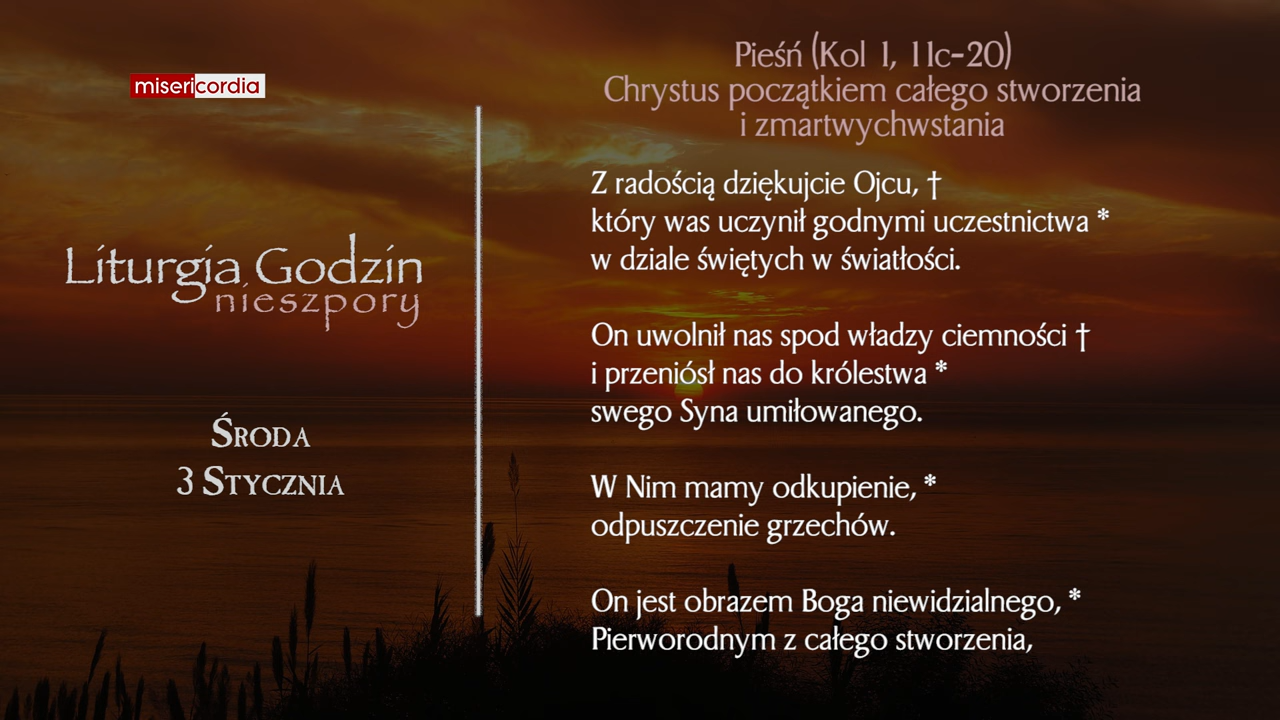 misericordia
Liturgia Godzin
nieszpory
Środa
3 Stycznia
Pieśń (Kol 1, 11c-20)
Chrystus początkiem całego stworzenia
i zmartwychwstania
Z radością dziękujcie Ojcu, †
który was uczynił godnymi uczestnictwa *
w dziale świętych w światłości.
On uwolnił nas spod władzy ciemności †
i przeniósł nas do królestwa *
swego Syna umiłowanego.
W Nim mamy odkupienie, *
odpuszczenie grzechów.
On jest obrazem Boga niewidzialnego, *
Pierworodnym z całego stworzenia,